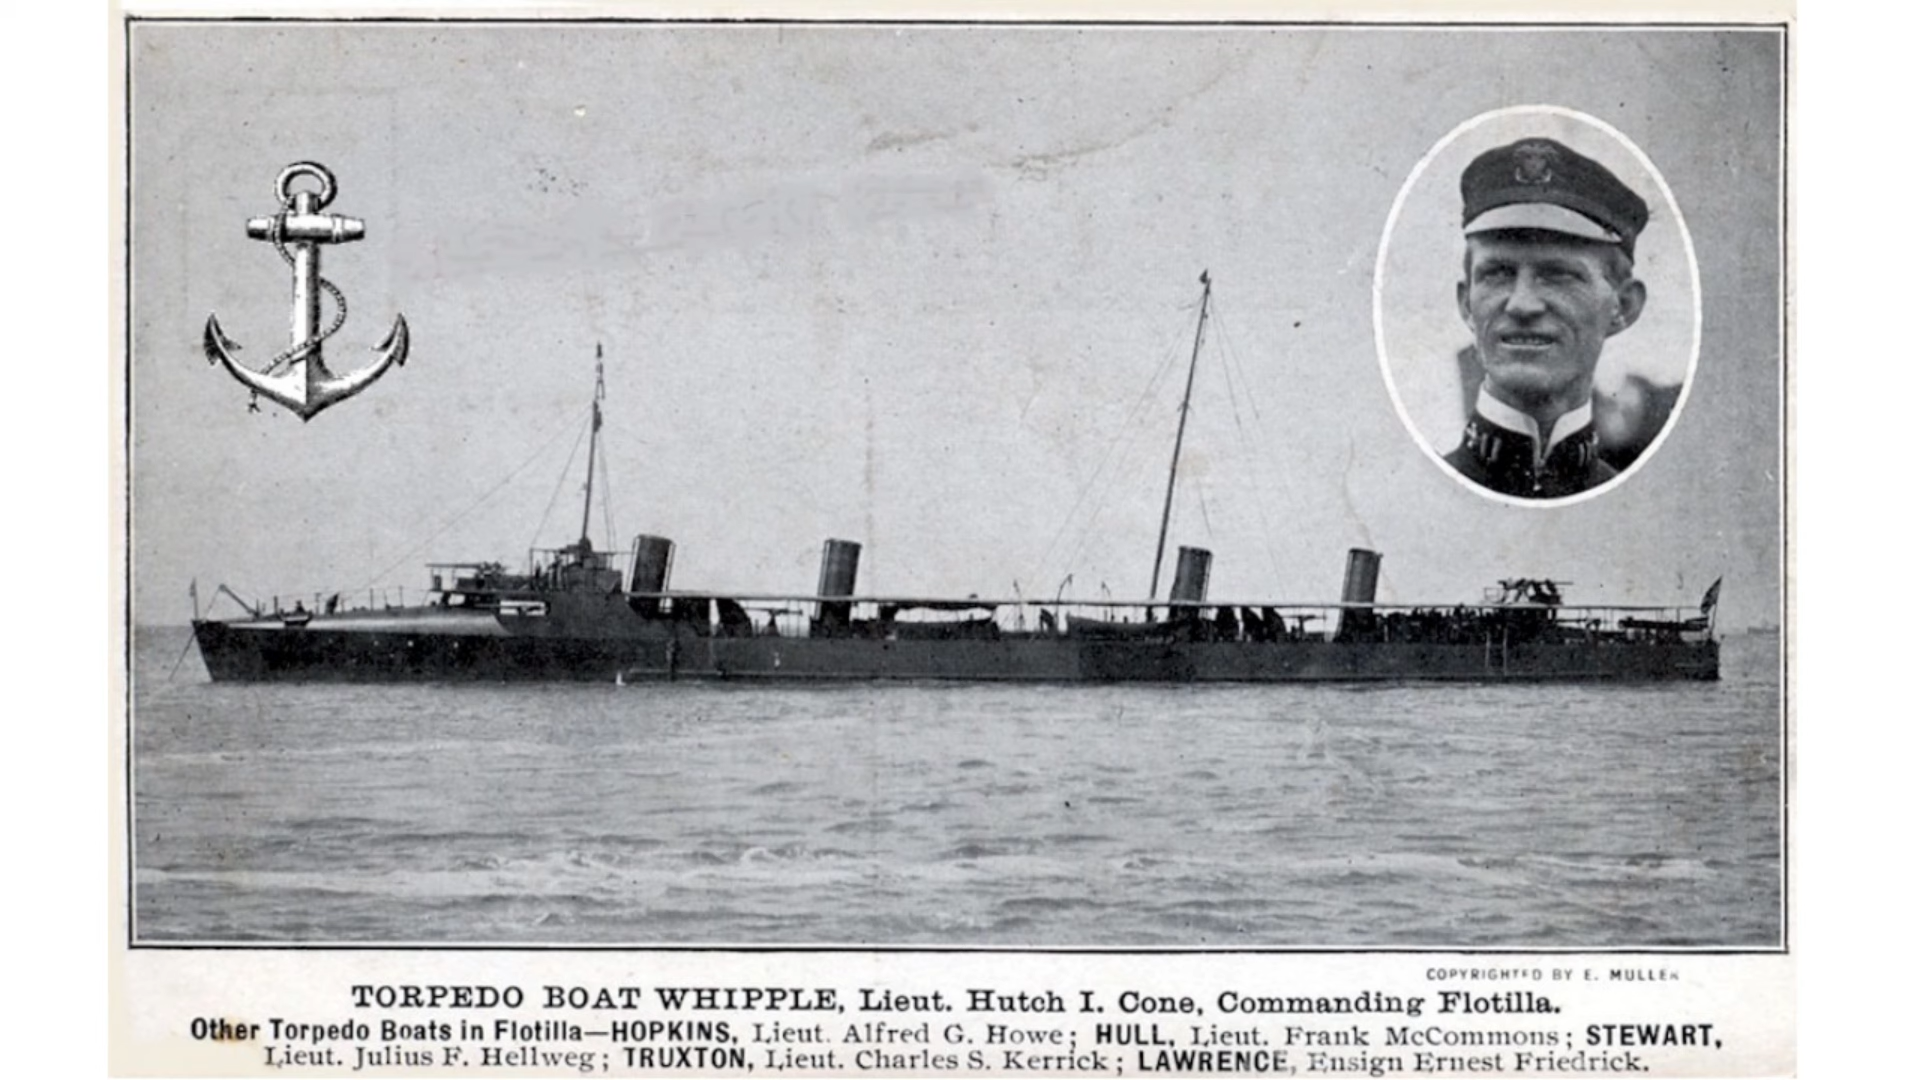 COPYRIGHTED BY E. MULLER
TORPEDO BOAT WHIPPLE, Lieut. Hutch I. Cone, Commanding Flotilla.
Other Torpedo Boats in Flotilla—HOPKINS, Lieut. Alfred G. Howe; HULL, Lieut. Frank McCommons; STEWART,
Lieut. Julius F. Hellweg; TRUXTON, Lieut. Charles S. Kerrick; LAWRENCE, Ensign Ernest Friedrick.